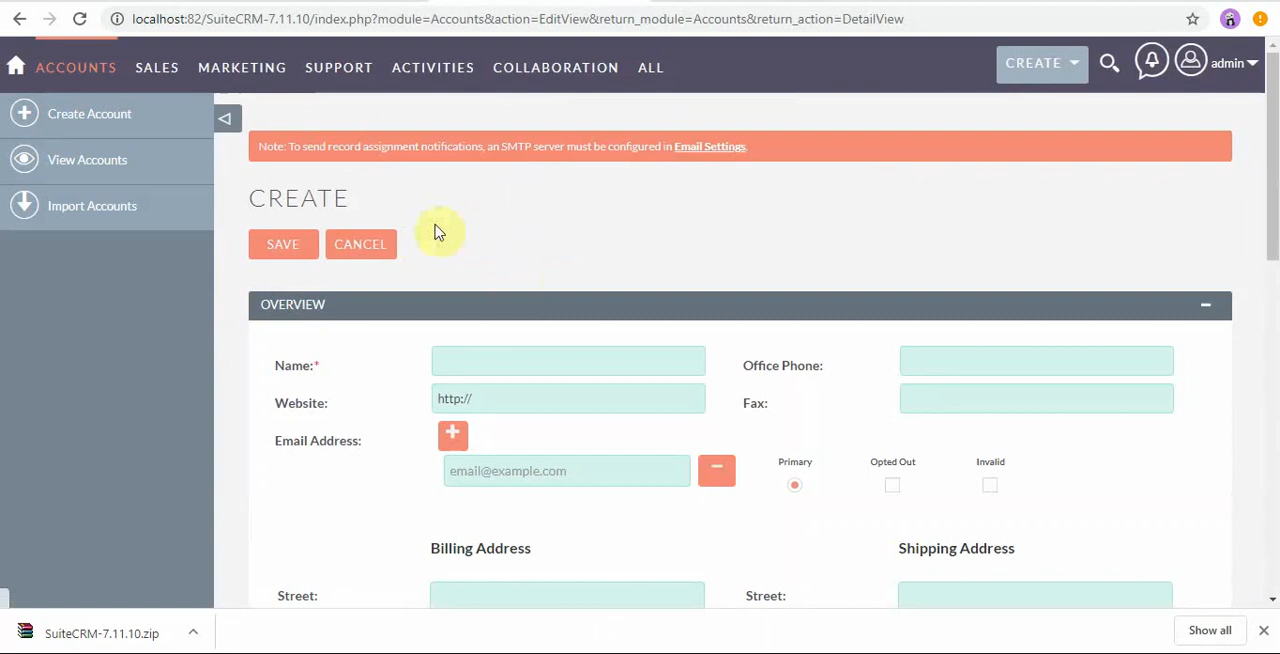 localhost:82/SuiteCRM-7.11.10/index.php?module=Accounts&action=EditView&return_module=Accounts&return_action=DetailView
ACCOUNTS SALES MARKETING SUPPORT ACTIVITIES COLLABORATION ALL CREATE admin
Create Account
View Accounts
Import Accounts
Note: To send record assignment notifications, an SMTP server must be configured in Email Settings.
CREATE
SAVE CANCEL
OVERVIEW
Name:* Office Phone:
Website: http:// Fax:
Email Address:
email@example.com Primary Opted Out Invalid
Billing Address Shipping Address
Street: Street:
SuiteCRM-7.11.10.zip Show all